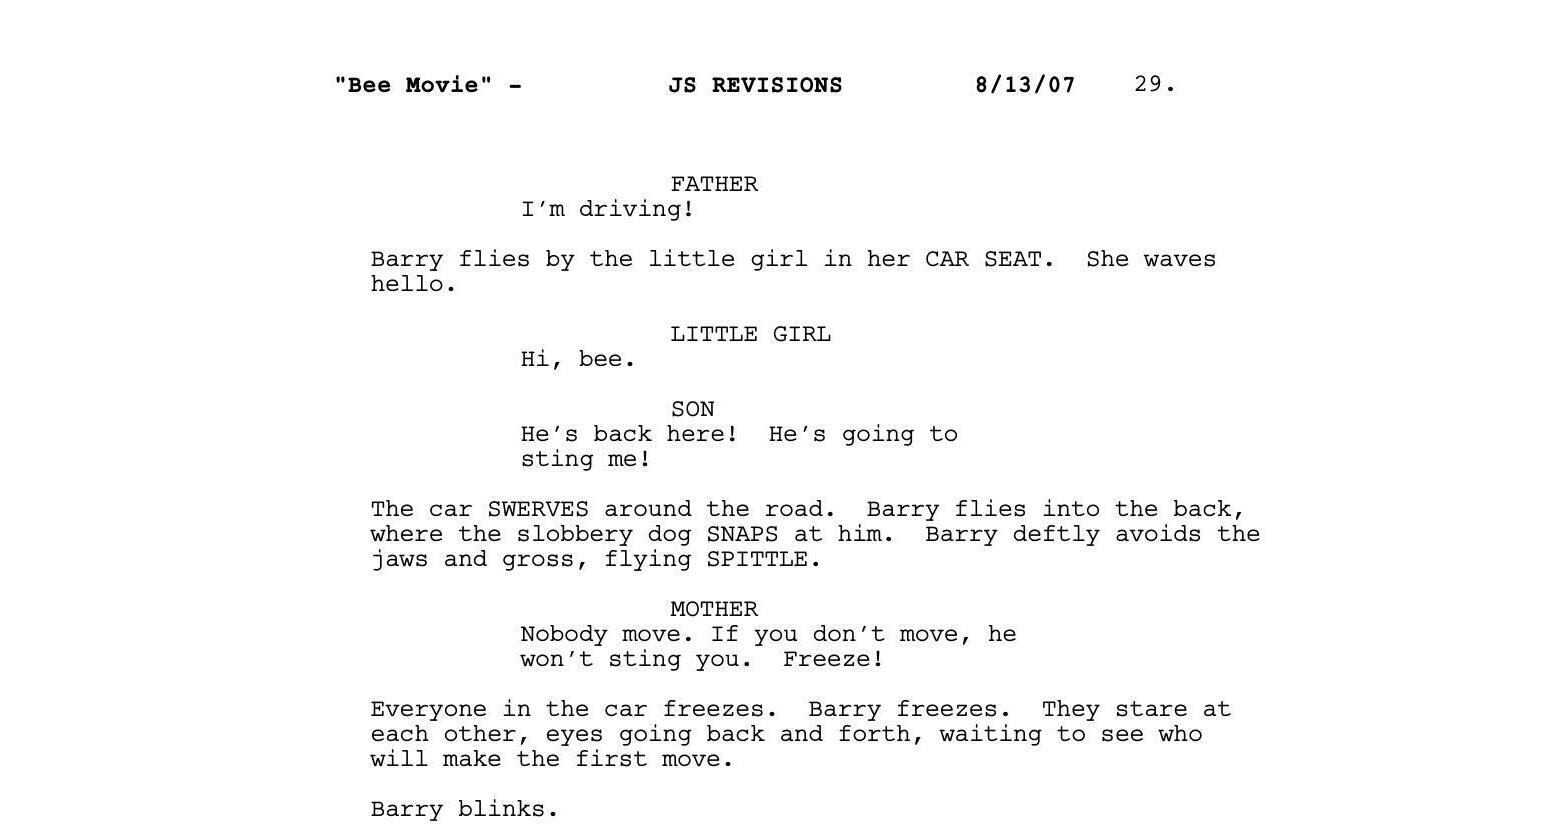 "Bee Movie" - JS REVISIONS 8/13/07 29.
FATHER
I’m driving!
Barry flies by the little girl in her CAR SEAT.  She waves
hello.
LITTLE GIRL
Hi, bee.
SON
He’s back here!  He’s going to
sting me!
The car SWERVES around the road.  Barry flies into the back,
where the slobbery dog SNAPS at him.  Barry deftly avoids the
jaws and gross, flying SPITTLE.
MOTHER
Nobody move. If you don’t move, he
won’t sting you.  Freeze!
Everyone in the car freezes.  Barry freezes.  They stare at
each other, eyes going back and forth, waiting to see who
will make the first move.
Barry blinks.